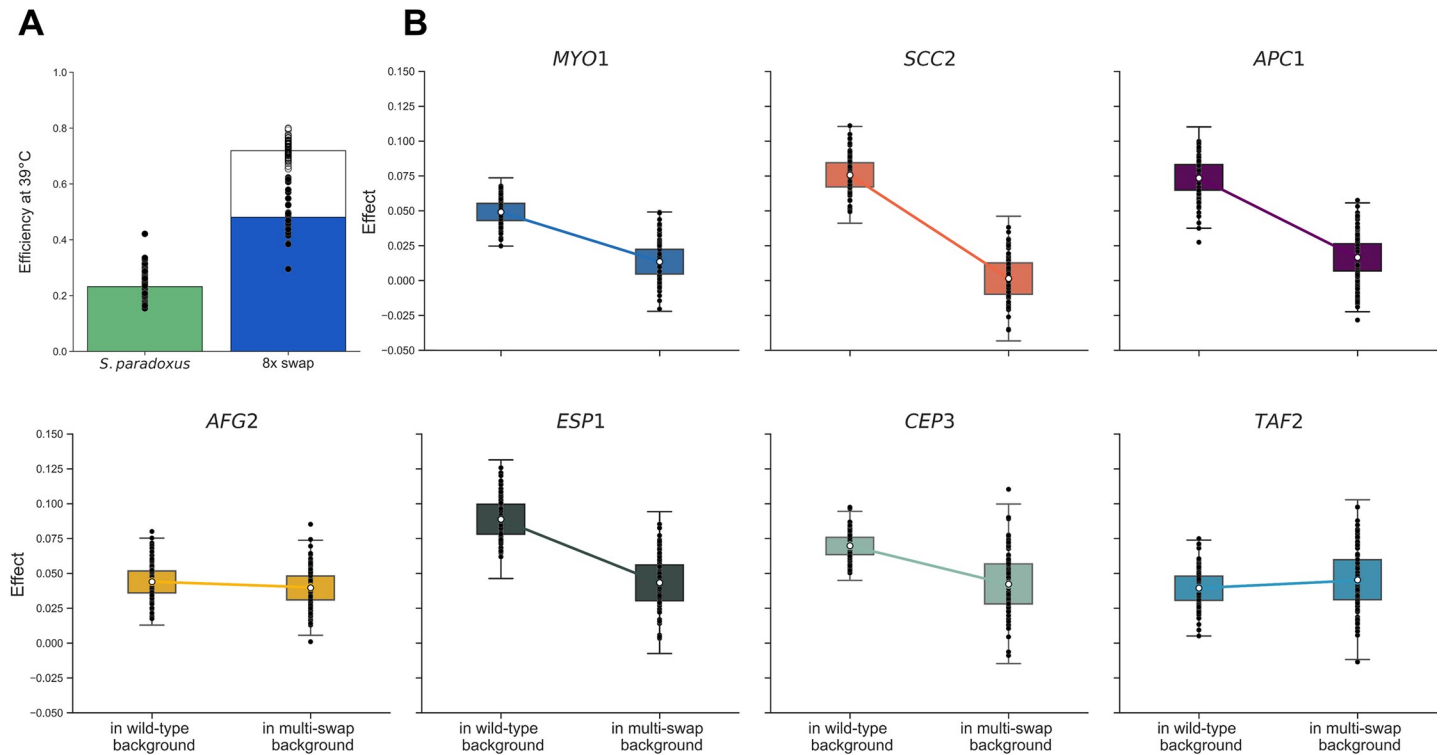 A
B
Efficiency at 39°C
1.0
0.8
0.6
0.4
0.2
0.0
S. paradoxus
8x swap
MYO1
Effect
0.150
0.125
0.100
0.075
0.050
0.025
0.000
−0.025
−0.050
SCC2
APC1
AFG2
Effect
0.150
0.125
0.100
0.075
0.050
0.025
0.000
−0.025
−0.050
in wild-type
background
in multi-swap
background
ESP1
in wild-type
background
in multi-swap
background
CEP3
in wild-type
background
in multi-swap
background
TAF2
in wild-type
background
in multi-swap
background